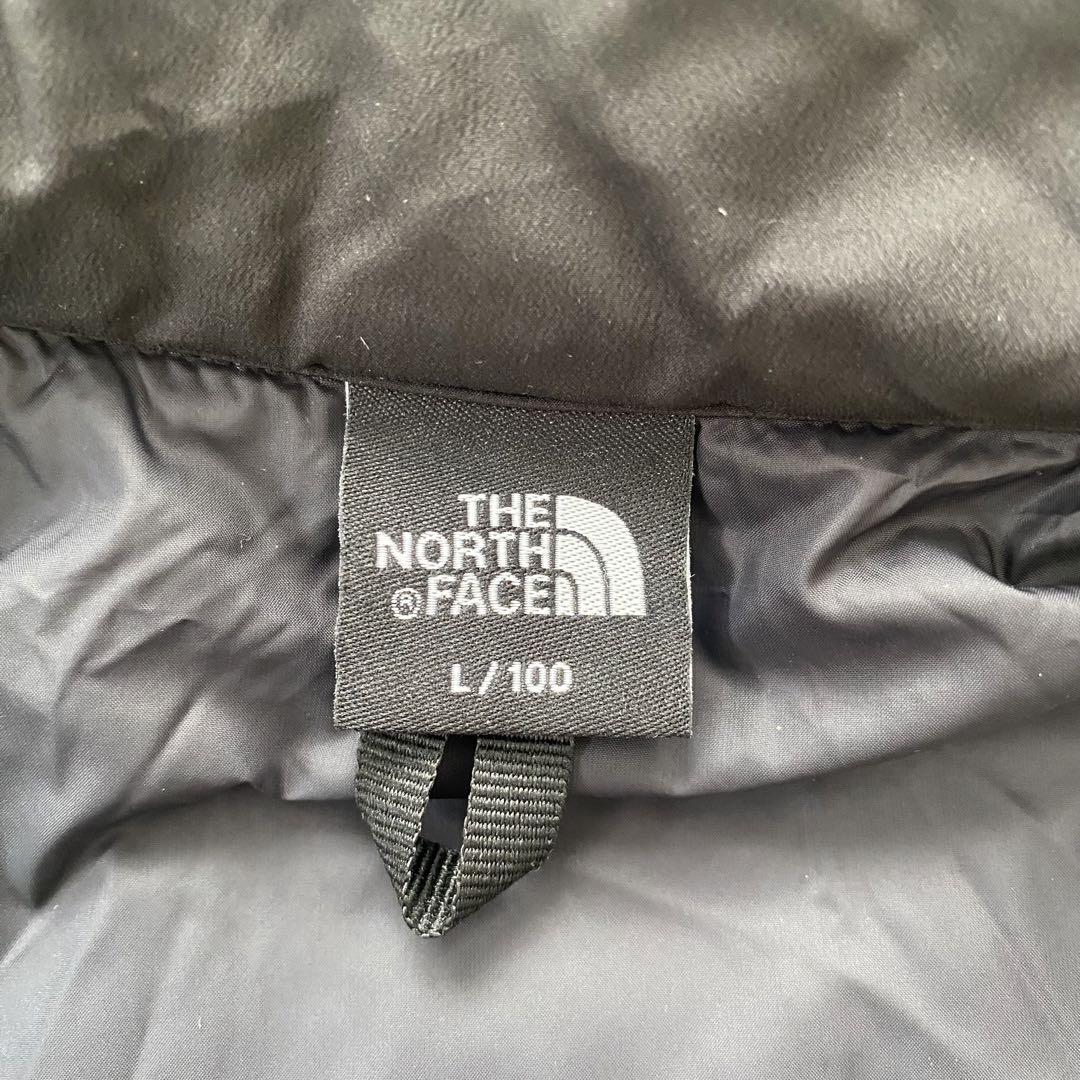 THE
NORTH
® FACE
L/100